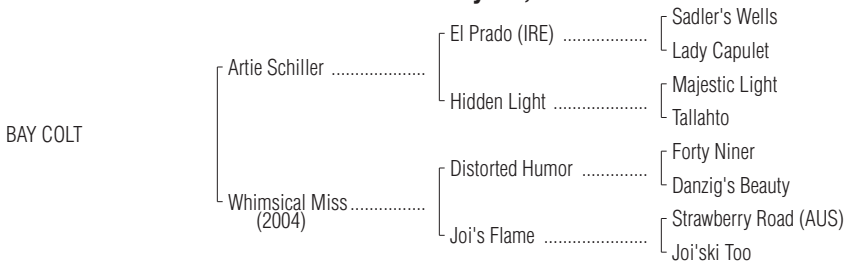 Sadler's Wells
El Prado (IRE) ..................
Lady Capulet
Artie Schiller ....................
Majestic Light
Hidden Light ....................
Tallahto
BAY COLT
Forty Niner
Distorted Humor .............
Danzig's Beauty
Whimsical Miss................
(2004)
Strawberry Road (AUS)
Joi's Flame ......................
Joi'ski Too